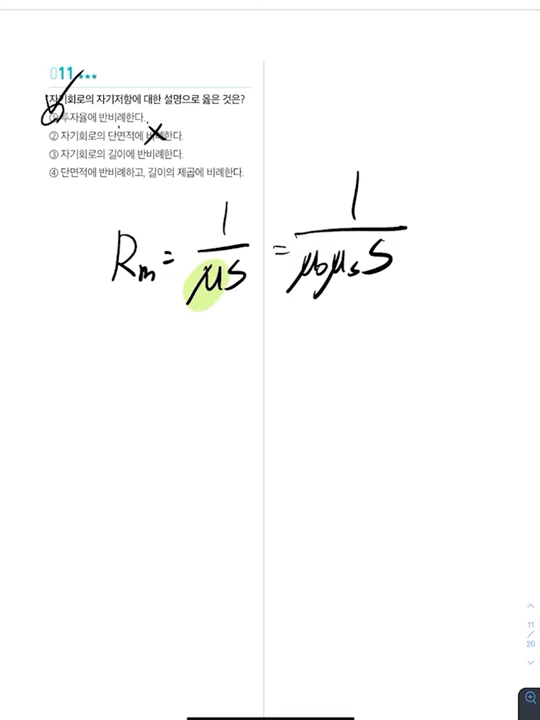 011 ★★★
자기회로의 자기저항에 대한 설명으로 옳은 것은?
① 투자율에 반비례한다.
② 자기회로의 단면적에 비례한다.
③ 자기회로의 길이에 반비례한다.
④ 단면적에 반비례하고, 길이의 제곱에 비례한다.
Rm = l/μS = l/μ₀μₛS
11
/
20